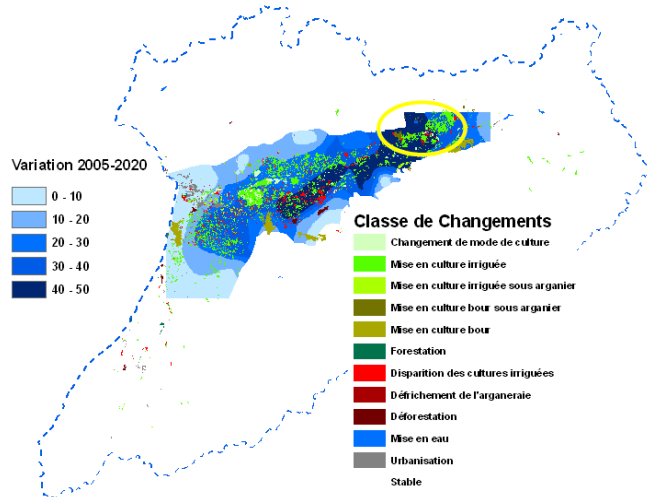 Variation 2005-2020
0 - 10
10 - 20
20 - 30
30 - 40
40 - 50
Classe de Changements
Changement de mode de culture
Mise en culture irriguée
Mise en culture irriguée sous arganier
Mise en culture bour sous arganier
Mise en culture bour
Forestation
Disparition des cultures irriguées
Défrichement de l'arganeraie
Déforestation
Mise en eau
Urbanisation
Stable